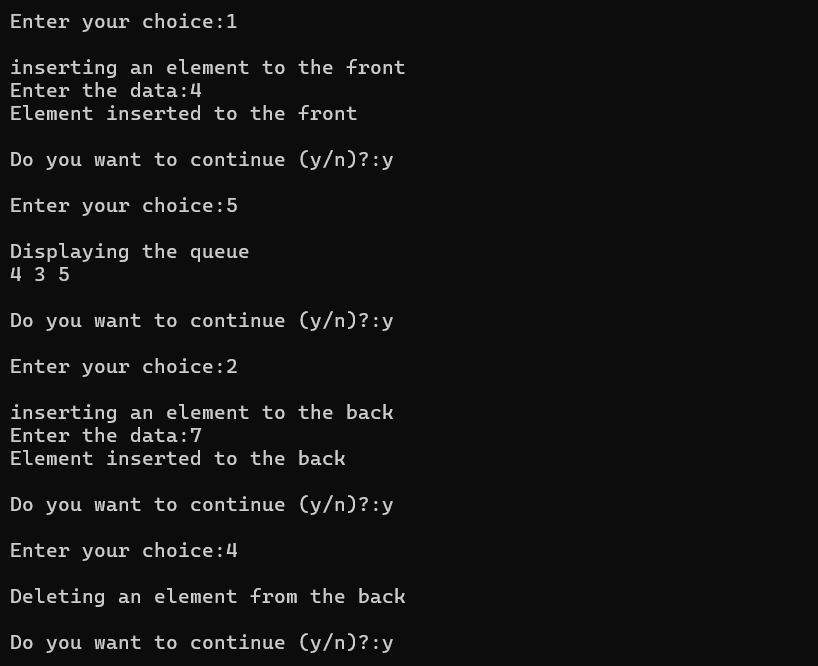 Enter your choice:1
inserting an element to the front
Enter the data:4
Element inserted to the front
Do you want to continue (y/n)?:y
Enter your choice:5
Displaying the queue
4 3 5
Do you want to continue (y/n)?:y
Enter your choice:2
inserting an element to the back
Enter the data:7
Element inserted to the back
Do you want to continue (y/n)?:y
Enter your choice:4
Deleting an element from the back
Do you want to continue (y/n)?:y